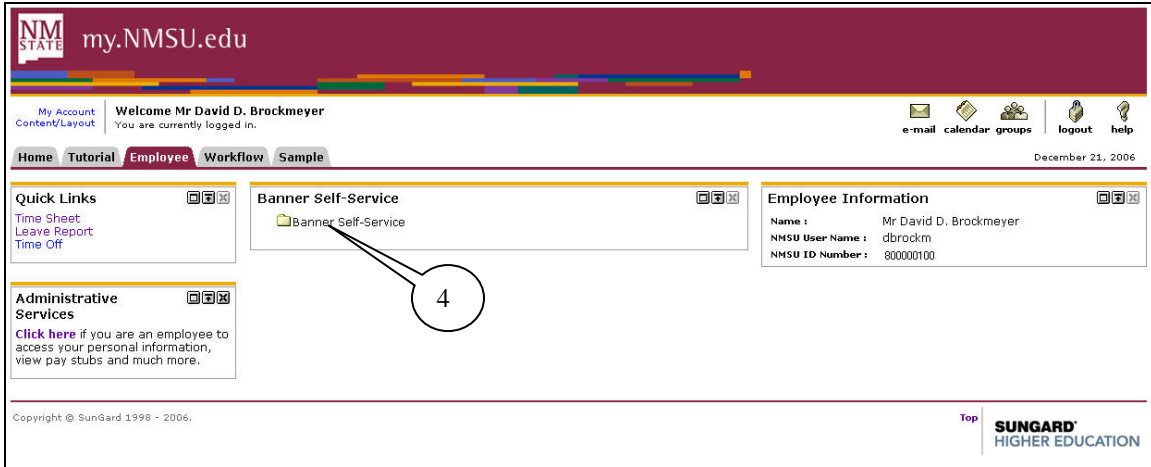 NM
STATE
my.NMSU.edu
My Account
Content/Layout
Welcome Mr David D. Brockmeyer
You are currently logged in.
e-mail calendar groups logout help
Home Tutorial Employee Workflow Sample
December 21, 2006
Quick Links
Time Sheet
Leave Report
Time Off
Administrative
Services
Click here if you are an employee to
access your personal information,
view pay stubs and much more.
Banner Self-Service
Banner Self-Service
4
Employee Information
Name : Mr David D. Brockmeyer
NMSU User Name : dbrockm
NMSU ID Number : 800000100
Copyright © SunGard 1998 - 2006.
Top
SUNGARD'
HIGHER EDUCATION